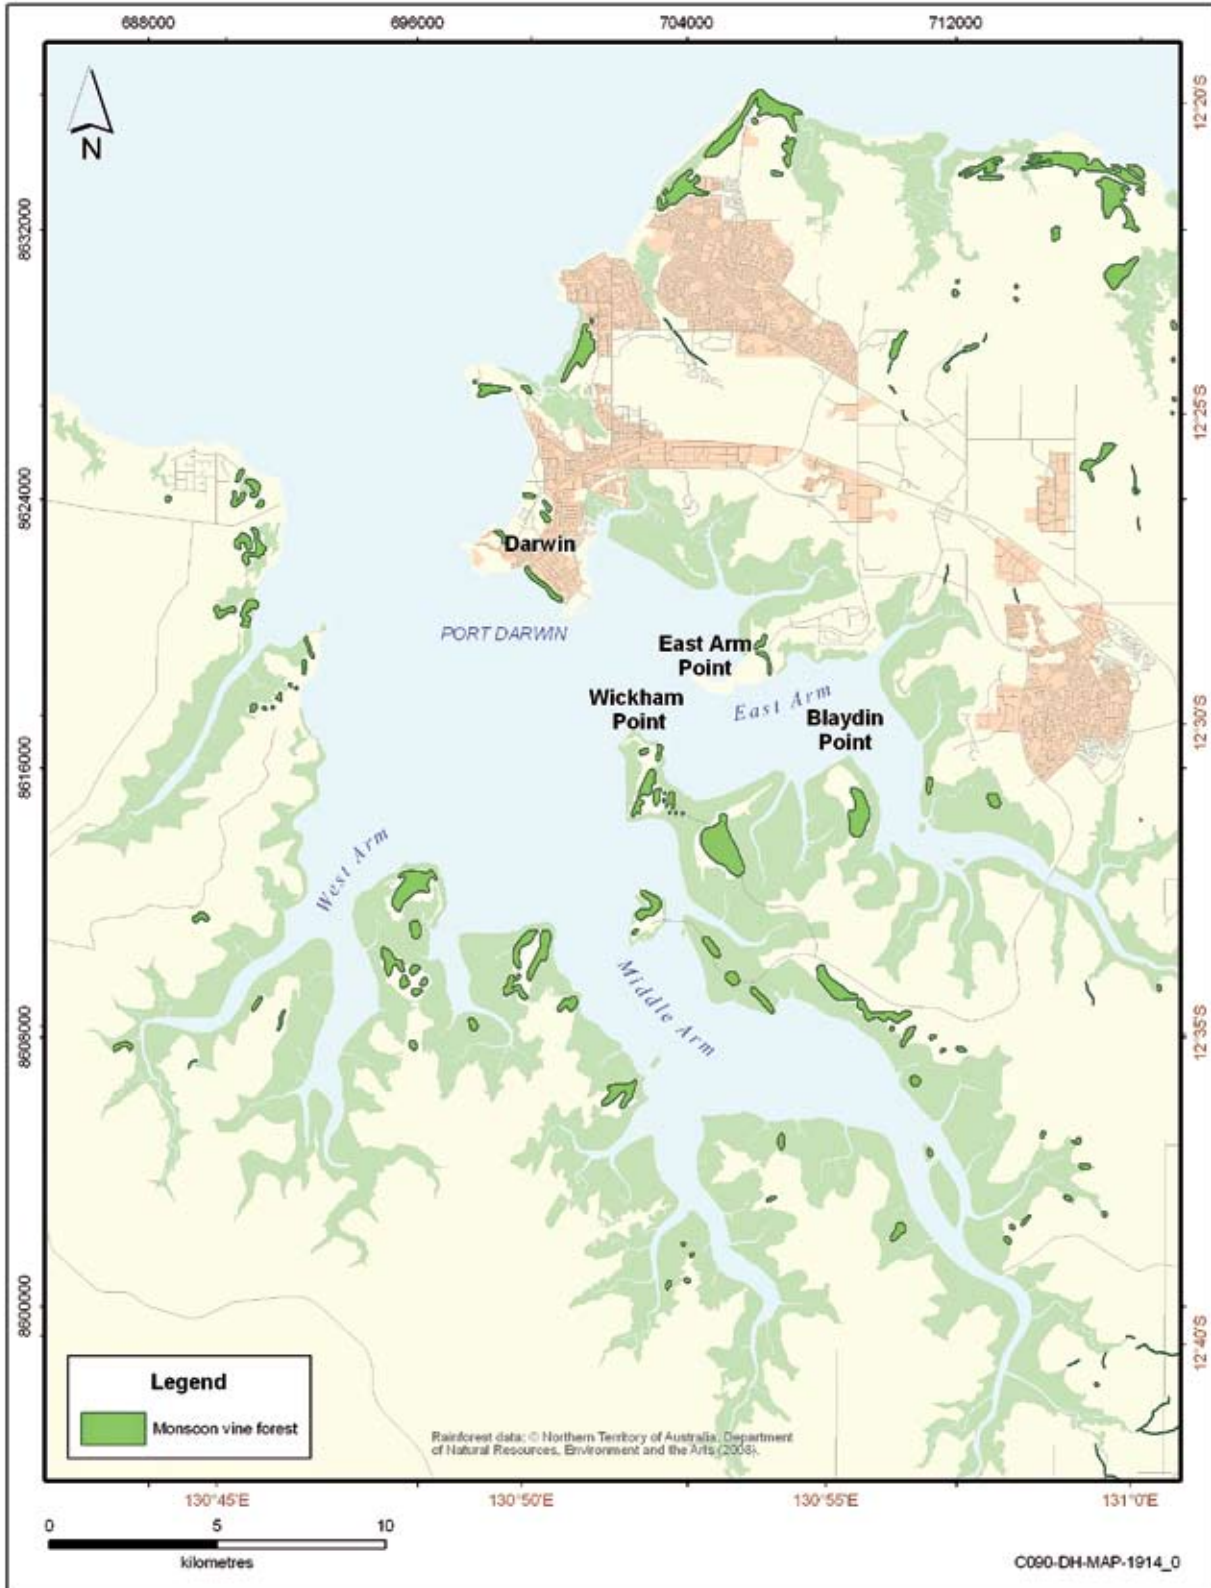 688000 696000 704000 712000
12°20'S
N
8632000
12°25'S
8624000
Darwin
PORT DARWIN
East Arm
Point
Wickham
Point
East Arm
Blaydin
Point
12°30'S
8616000
West Arm
Middle Arm
8608000
12°35'S
8600000
12°40'S
Legend
Monsoon vine forest
Rainforest data: © Northern Territory of Australia, Department
of Natural Resources, Environment and the Arts (2008).
130°45'E 130°50'E 130°55'E 131°0'E
0 5 10
kilometres
C090-DH-MAP-1914_0